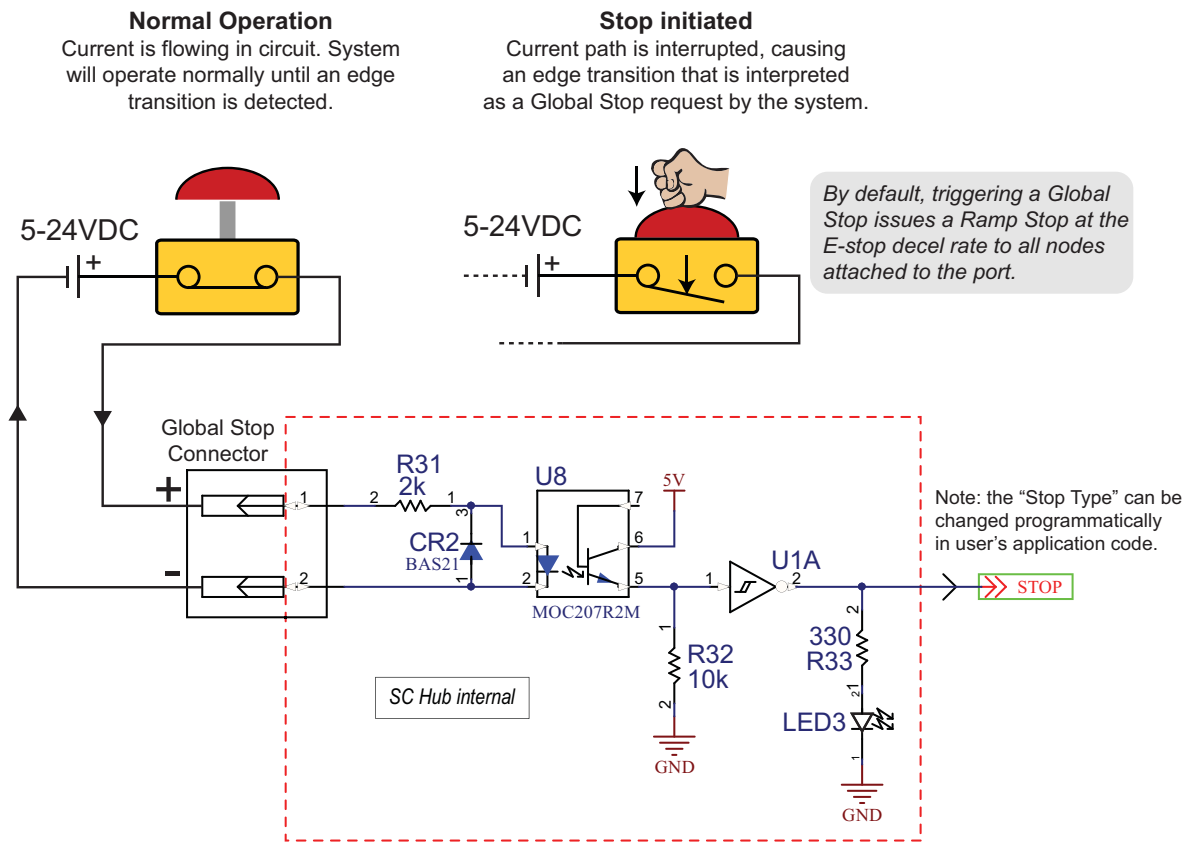 Normal Operation
Current is flowing in circuit. System
will operate normally until an edge
transition is detected.
Stop initiated
Current path is interrupted, causing
an edge transition that is interpreted
as a Global Stop request by the system.
5-24VDC
+
5-24VDC
+
By default, triggering a Global
Stop issues a Ramp Stop at the
E-stop decel rate to all nodes
attached to the port.
Global Stop
Connector
+
-
1
2
2
R31
2k
1
3
CR2
BAS21
1
U8
1
2
7
6
5
MOC207R2M
5V
1
R32
10k
2
GND
1
U1A
2
2
330
R33
1
2
LED3
1
GND
STOP
Note: the “Stop Type” can be
changed programmatically
in user’s application code.
SC Hub internal